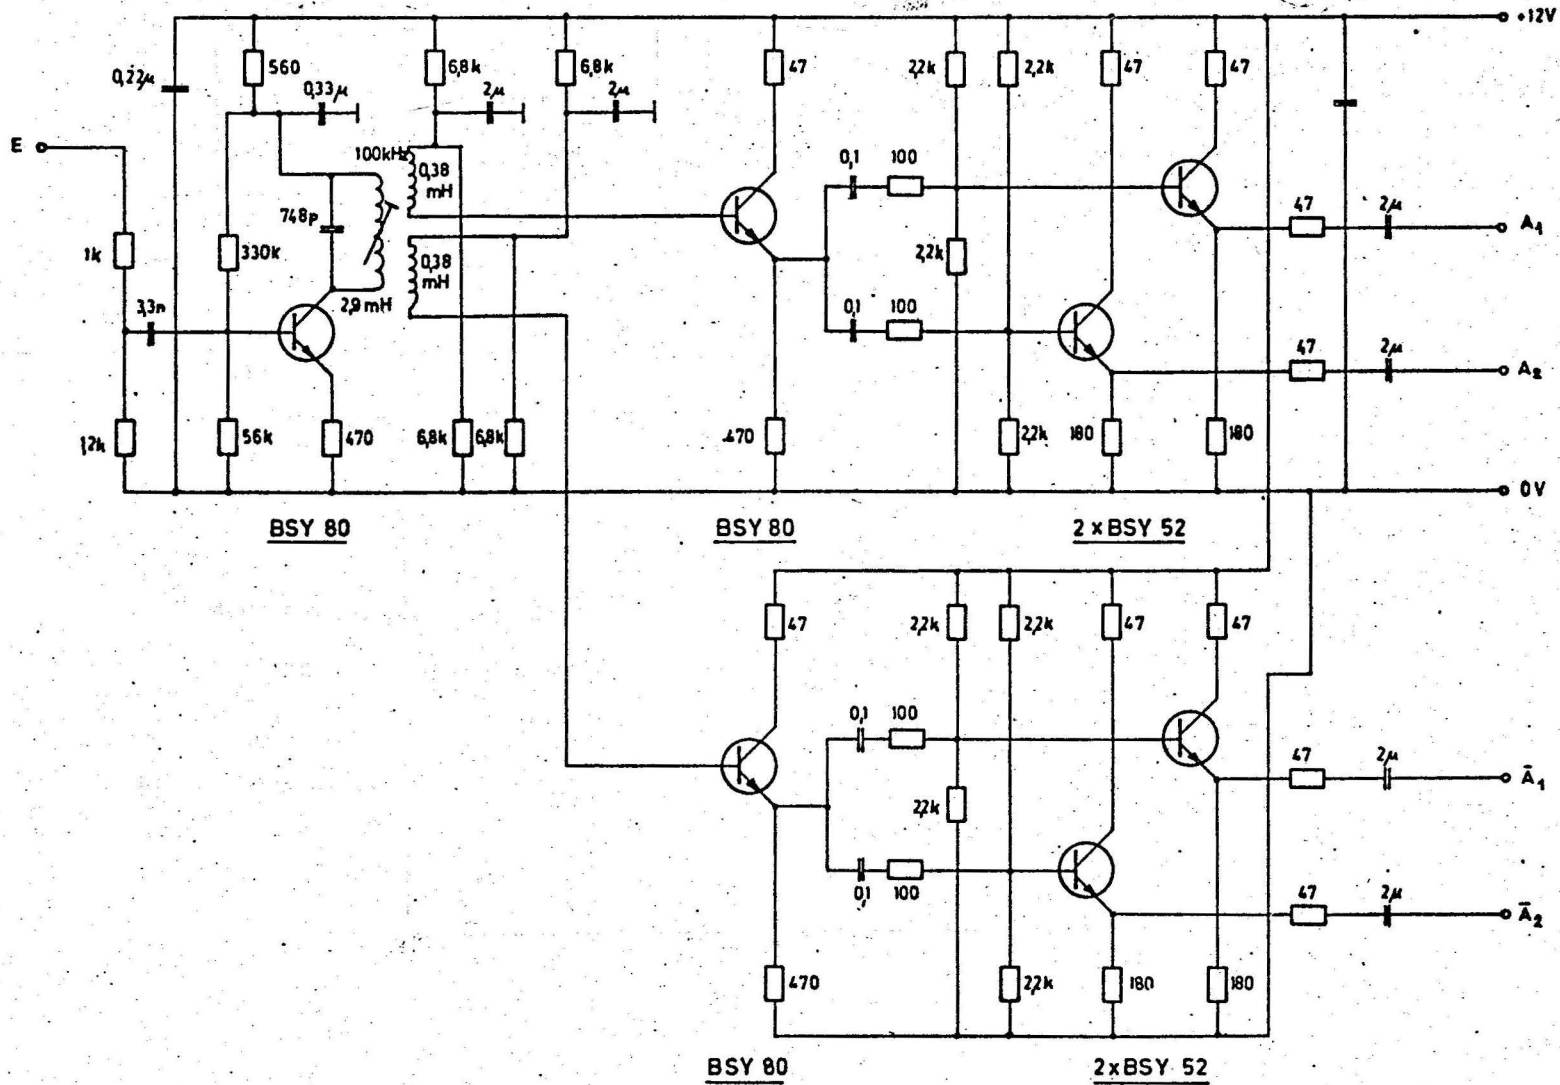 +12V
560
6,8k
6,8k
47
2,2k
2,2k
47
47
0,22µ
0,33µ
2µ
2µ
E
100kHz
0,38
mH
0,1
100
748p
47
2µ
A1
1k
330k
0,38
mH
2,2k
2,9mH
3,3n
0,1
100
47
2µ
A2
1,2k
56k
470
6,8k
6,8k
470
2,2k
180
180
0V
BSY 80
BSY 80
2 x BSY 52
47
2,2k
2,2k
47
47
0,1
100
47
2µ
Ā1
2,2k
0,1
100
47
2µ
Ā2
470
2,2k
180
180
BSY 80
2xBSY 52